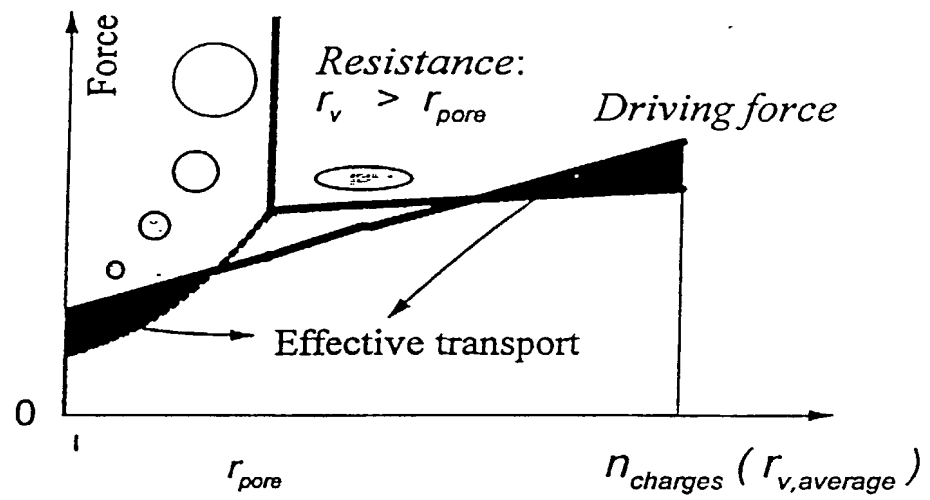 Force
Resistance:
r_v > r_pore
Driving force
Effective transport
0
r_pore
n_charges ( r_v,average )